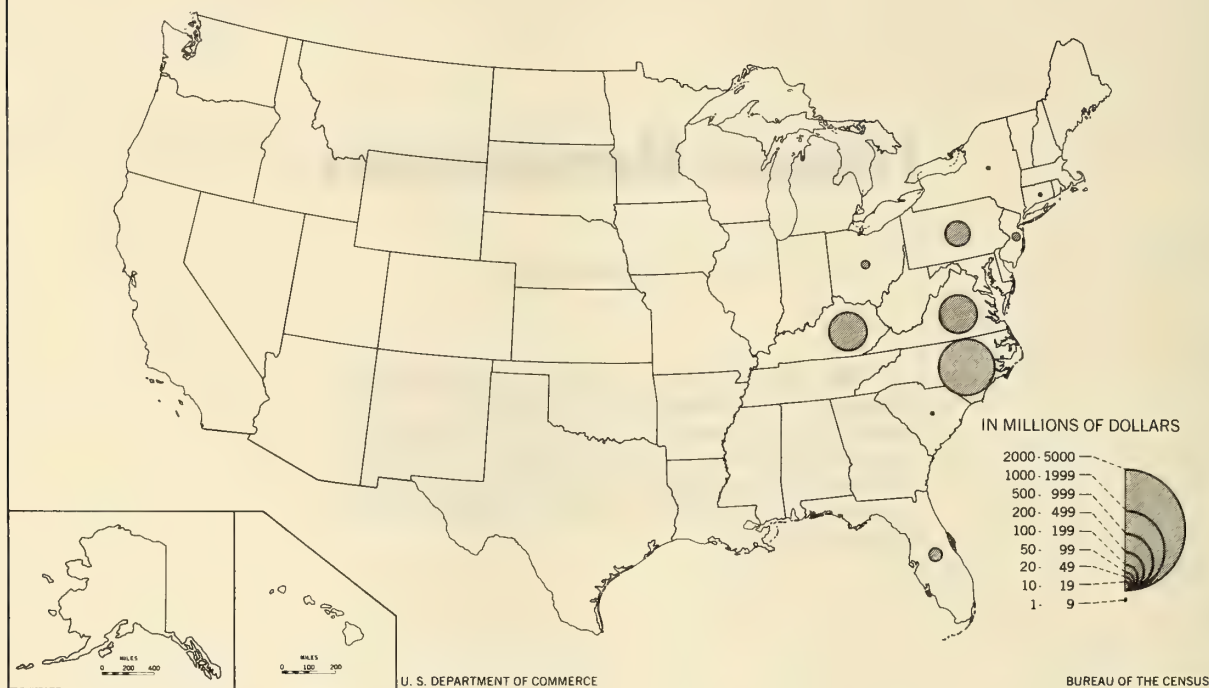 IN MILLIONS OF DOLLARS
2000 - 5000
1000 - 1999
500 - 999
200 - 499
100 - 199
50 - 99
20 - 49
10 - 19
1 - 9
MILES
0 200 400
MILES
0 100 200
U. S. DEPARTMENT OF COMMERCE
BUREAU OF THE CENSUS